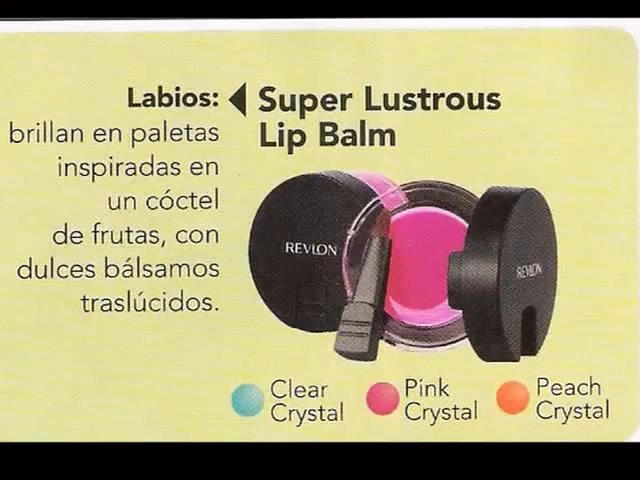 Labios:
brillan en paletas
inspiradas en
un cóctel
de frutas, con
dulces bálsamos
traslúcidos.
Super Lustrous
Lip Balm
REVLON
REVLON
Clear
Crystal
Pink
Crystal
Peach
Crystal